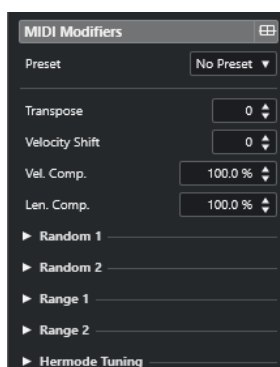 MIDI Modifiers
Preset No Preset
Transpose 0
Velocity Shift 0
Vel. Comp. 100.0 %
Len. Comp. 100.0 %
Random 1
Random 2
Range 1
Range 2
Hermode Tuning